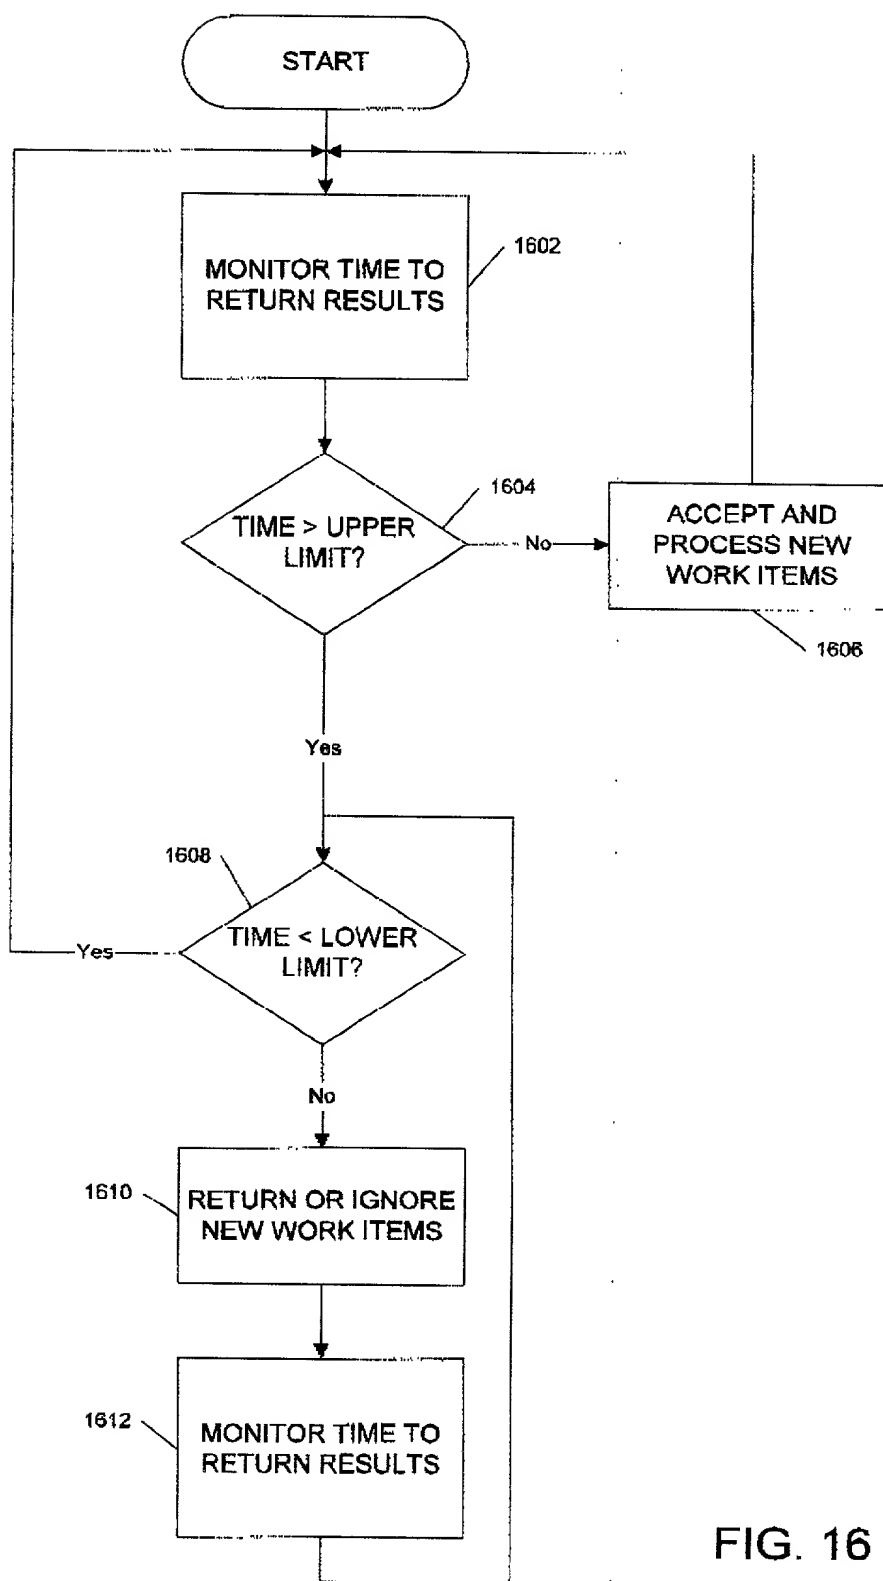 START
MONITOR TIME TO
RETURN RESULTS
1602
TIME > UPPER
LIMIT?
1604
No
ACCEPT AND
PROCESS NEW
WORK ITEMS
1606
Yes
1608
TIME < LOWER
LIMIT?
Yes
No
1610
RETURN OR IGNORE
NEW WORK ITEMS
1612
MONITOR TIME TO
RETURN RESULTS
FIG. 16